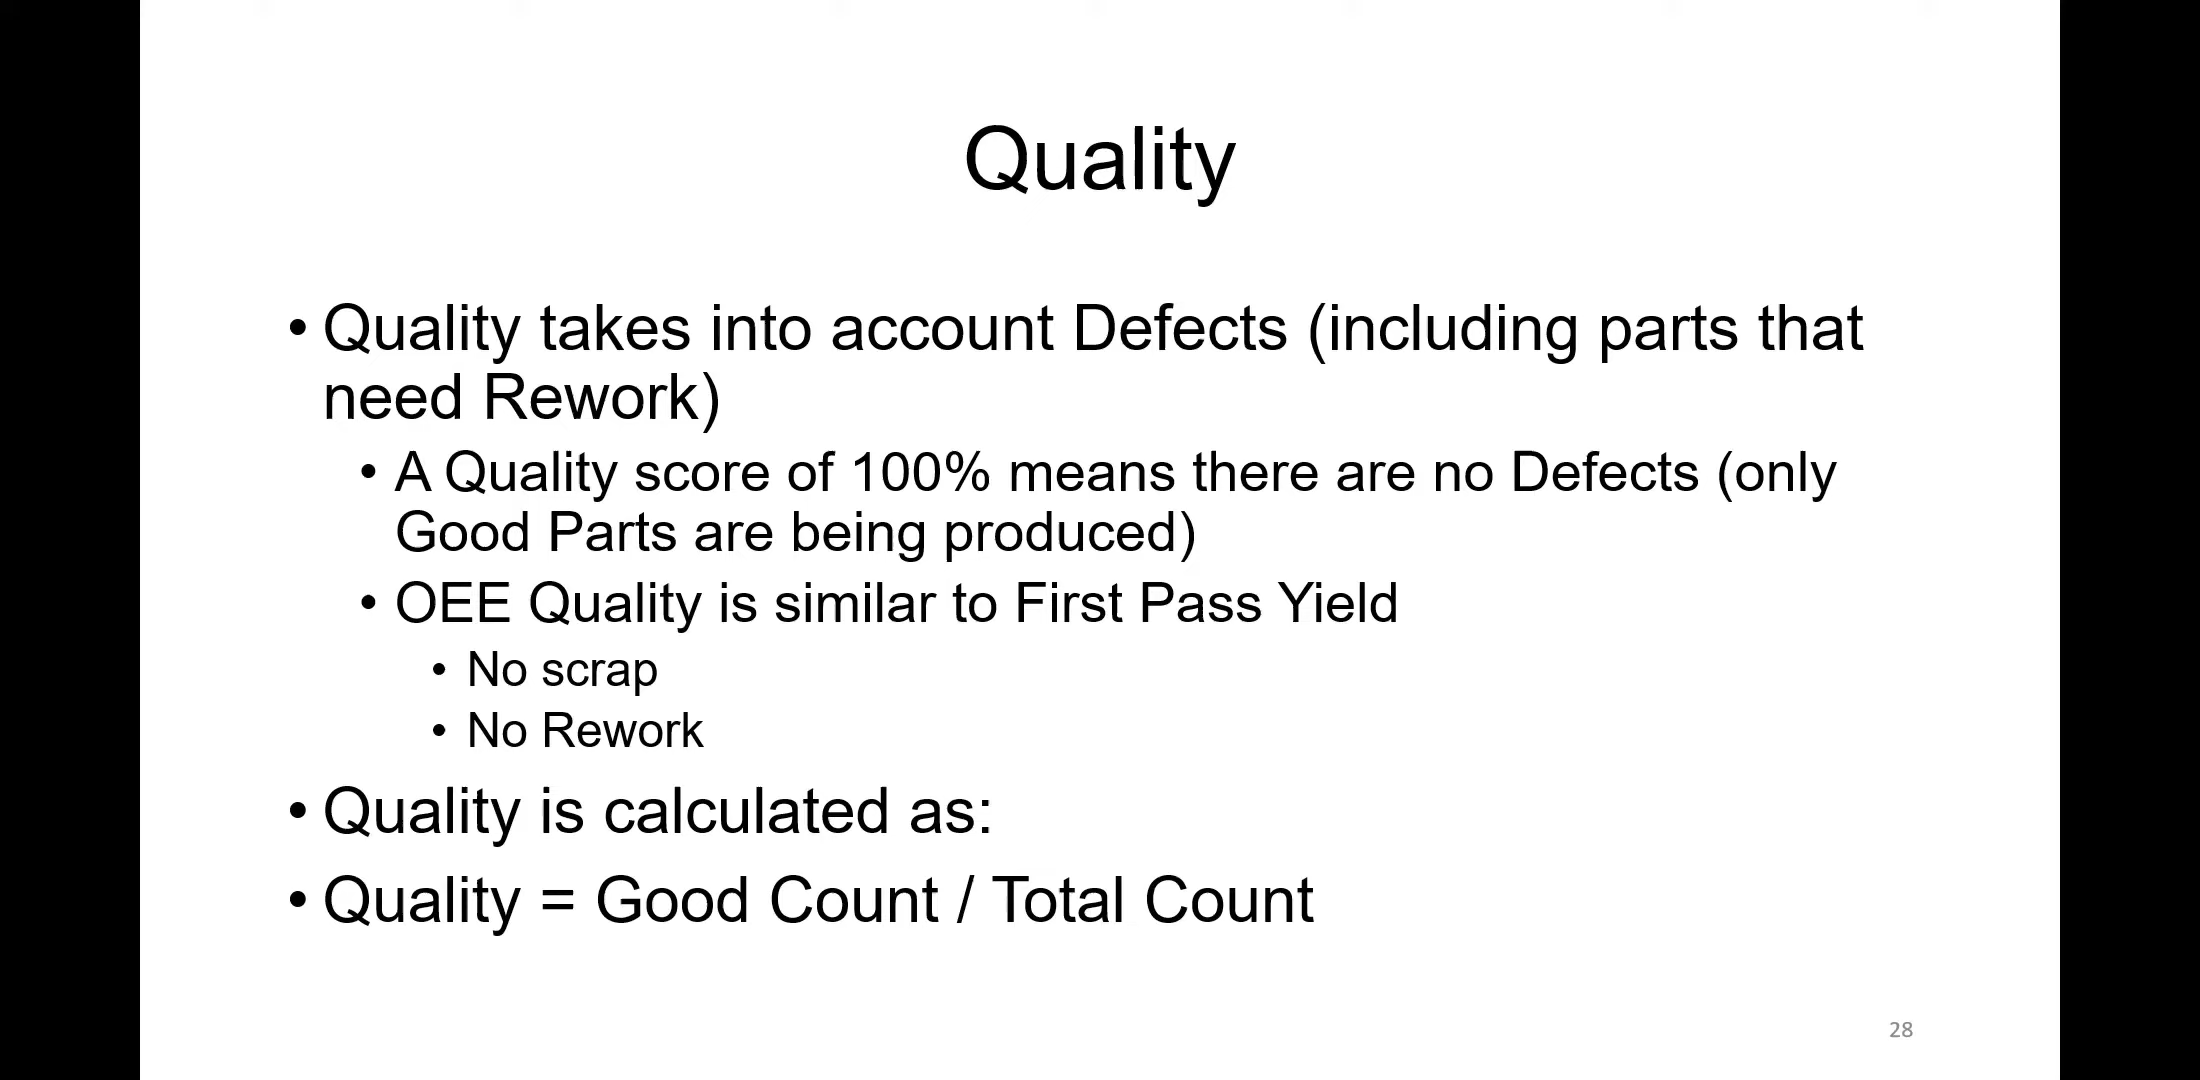 Quality
• Quality takes into account Defects (including parts that
need Rework)
• A Quality score of 100% means there are no Defects (only
Good Parts are being produced)
• OEE Quality is similar to First Pass Yield
• No scrap
• No Rework
• Quality is calculated as:
• Quality = Good Count / Total Count
28